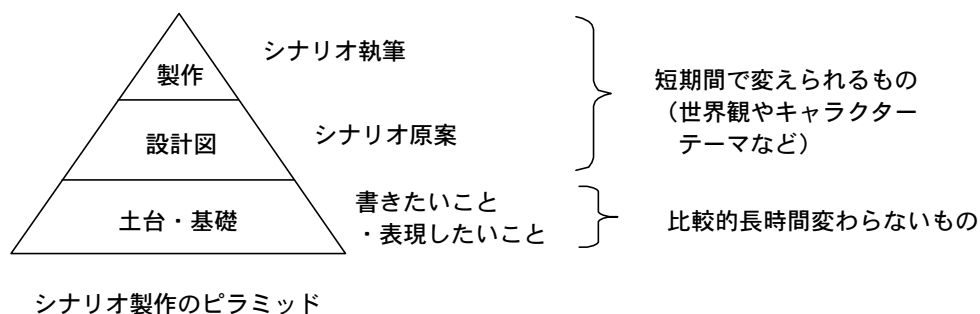 製作
シナリオ執筆
設計図
シナリオ原案
土台・基礎
書きたいこと
・表現したいこと
短期間で変えられるもの
(世界観やキャラクター
テーマなど)
比較的長時間変わらないもの
シナリオ製作のピラミッド